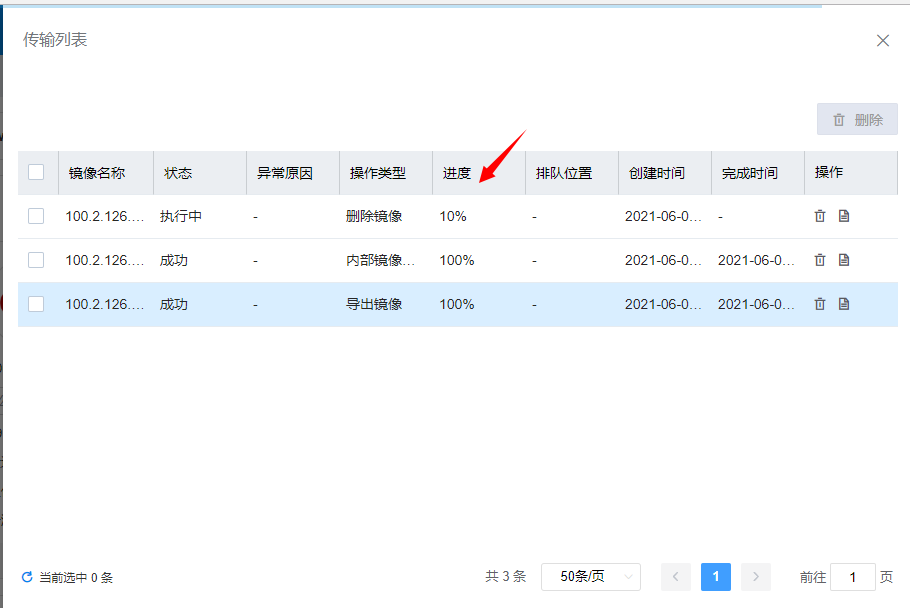 传输列表
删除
镜像名称 状态 异常原因 操作类型 进度 排队位置 创建时间 完成时间 操作
100.2.126.... 执行中 - 删除镜像 10% - 2021-06-0... -
100.2.126.... 成功 - 内部镜像... 100% - 2021-06-0... 2021-06-0...
100.2.126.... 成功 - 导出镜像 100% - 2021-06-0... 2021-06-0...
当前选中 0 条 共 3 条 50条/页 1 前往 1 页